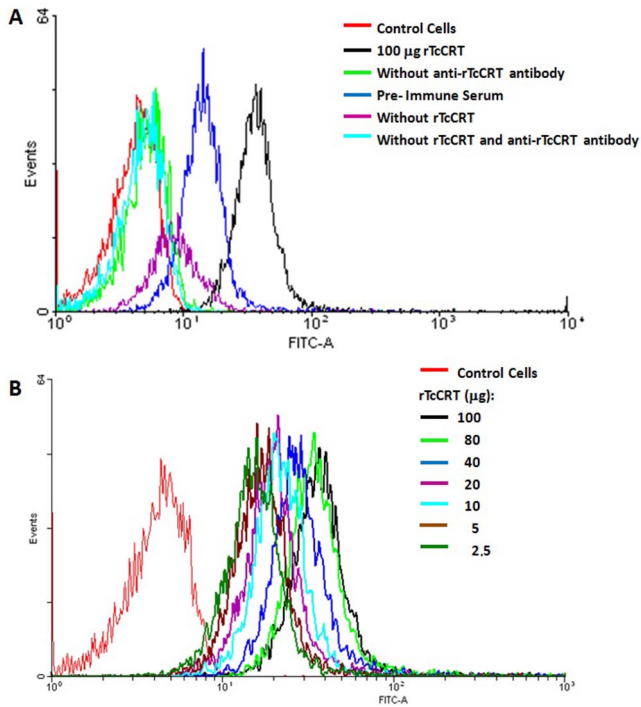 A
64
Events
0
10⁰
10¹
10²
10³
10⁴
FITC-A
Control Cells
100 µg rTcCRT
Without anti-rTcCRT antibody
Pre- Immune Serum
Without rTcCRT
Without rTcCRT and anti-rTcCRT antibody
B
64
Events
0
10⁰
10¹
10²
10³
FITC-A
Control Cells
rTcCRT (µg):
100
80
40
20
10
5
2.5